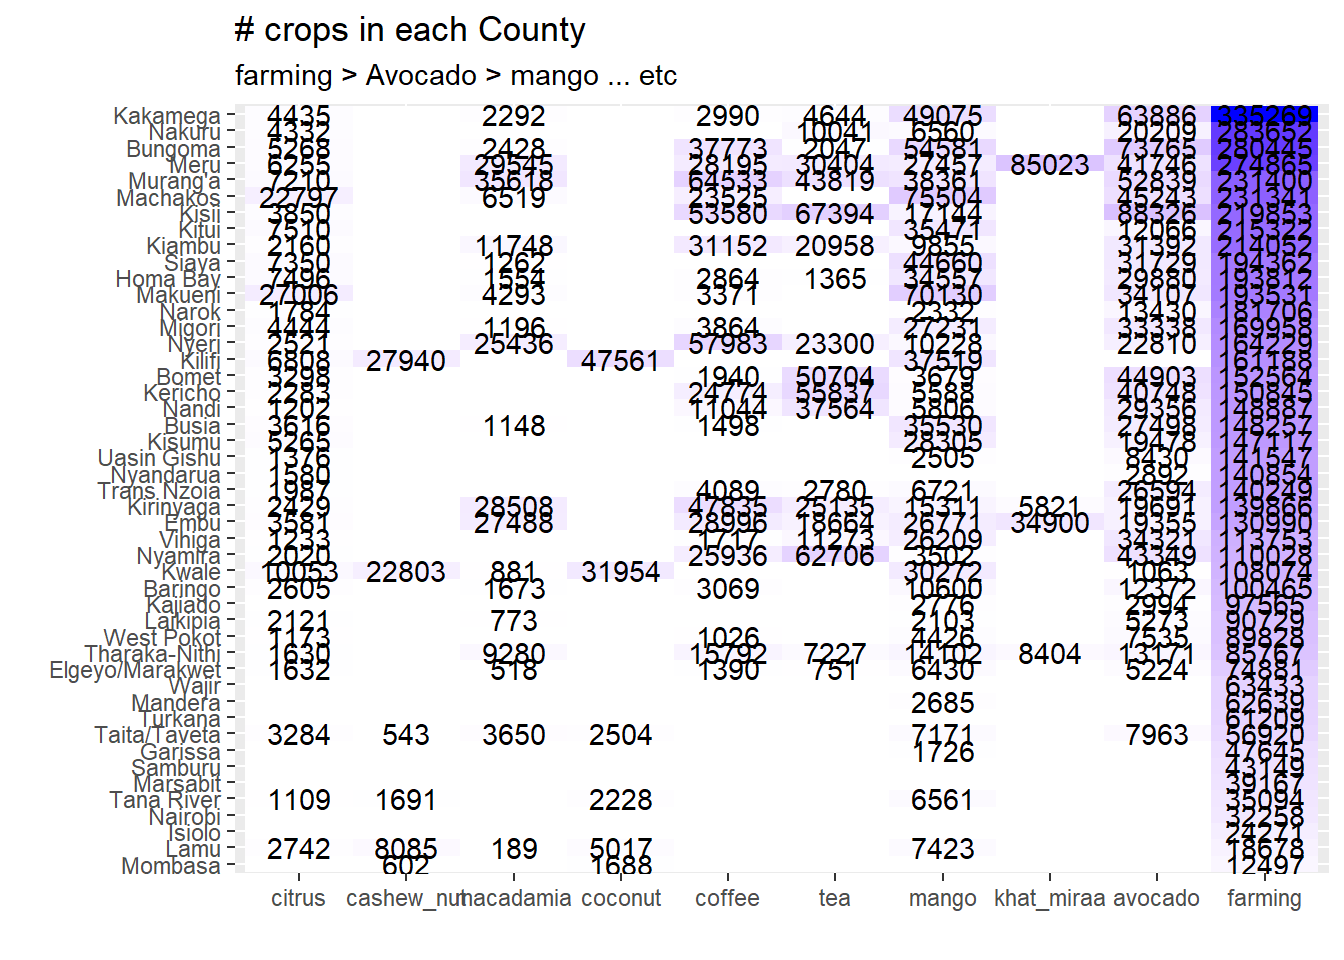 # crops in each County
farming > Avocado > mango ... etc
Kakamega 4435 2292 2990 4644 49075 63886 335269
Nakuru 4332 10041 6560 20209 283652
Bungoma 5268 2428 37773 2047 54581 73765 280445
Meru 5255 29545 28195 30404 27457 85023 41746 274865
Murang'a 7210 35618 64533 43819 38361 52839 231400
Machakos 22797 6519 23525 75504 45243 231341
Kisii 3850 53580 67394 17144 88326 219853
Kitui 7510 35471 12066 215522
Kiambu 2160 11748 31152 20958 9855 31392 214052
Siaya 7350 1262 44660 31729 194362
Homa Bay 7496 1554 2864 1365 34557 29880 193812
Makueni 27006 4293 3371 70130 34107 193531
Narok 1784 2332 13430 181706
Migori 4444 1196 3864 27231 33338 169958
Nyeri 2521 25436 57983 23300 10228 22810 164229
Kilifi 6808 27940 47561 37519 161188
Bomet 3298 1940 50704 3679 44903 152564
Kericho 2283 24774 55837 5588 40748 150845
Nandi 1202 11044 37564 5806 29356 148887
Busia 3616 1148 1498 35530 27498 148257
Kisumu 5265 28305 19478 147117
Uasin Gishu 1376 2505 8430 141547
Nyandarua 1580 2892 140854
Trans Nzoia 1987 4089 2780 6721 26594 140249
Kirinyaga 2429 28508 47835 25135 15311 5821 19691 139866
Embu 3581 27488 28996 18664 26771 34900 19355 130990
Vihiga 1233 1717 11273 26209 34321 113753
Nyamira 2020 25936 62706 3502 43349 110028
Kwale 10053 22803 881 31954 30272 1063 108074
Baringo 2605 1673 3069 10600 12372 100465
Kajiado 2776 2994 97565
Laikipia 2121 773 2103 5273 90729
West Pokot 1173 1026 4426 7535 89828
Tharaka-Nithi 1630 9280 15792 7227 14102 8404 13171 85767
Elgeyo/Marakwet 1632 518 1390 751 6430 5224 74881
Wajir 63433
Mandera 2685 62639
Turkana 61209
Taita/Taveta 3284 543 3650 2504 7171 7963 56920
Garissa 1726 47645
Samburu 43149
Marsabit 39167
Tana River 1109 1691 2228 6561 35094
Nairobi 32258
Isiolo 24271
Lamu 2742 8085 189 5017 7423 18678
Mombasa 602 1688 12497
citrus cashew_nut macadamia coconut coffee tea mango khat_miraa avocado farming